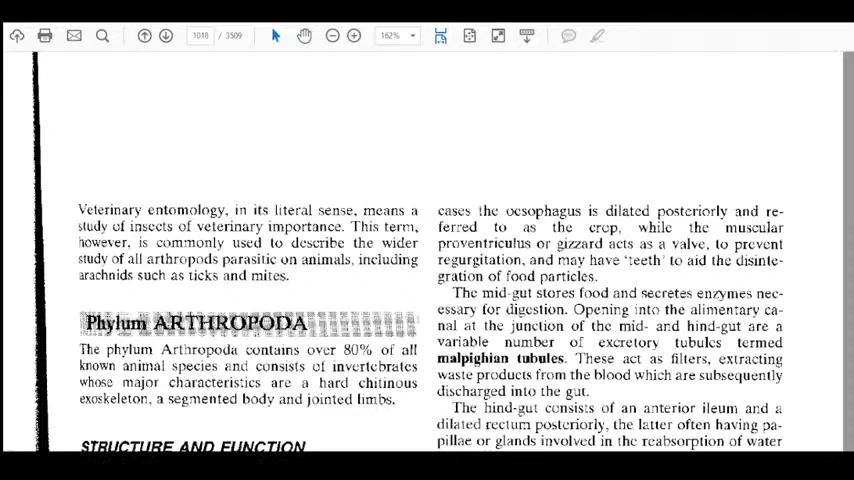 1018 / 3509
162%
Veterinary entomology, in its literal sense, means a
study of insects of veterinary importance. This term,
however, is commonly used to describe the wider
study of all arthropods parasitic on animals, including
arachnids such as ticks and mites.
Phylum ARTHROPODA
The phylum Arthropoda contains over 80% of all
known animal species and consists of invertebrates
whose major characteristics are a hard chitinous
exoskeleton, a segmented body and jointed limbs.
STRUCTURE AND FUNCTION
cases the oesophagus is dilated posteriorly and re-
ferred to as the crop, while the muscular
proventriculus or gizzard acts as a valve, to prevent
regurgitation, and may have 'teeth' to aid the disinte-
gration of food particles.
The mid-gut stores food and secretes enzymes nec-
essary for digestion. Opening into the alimentary ca-
nal at the junction of the mid- and hind-gut are a
variable number of excretory tubules termed
malpighian tubules. These act as filters, extracting
waste products from the blood which are subsequently
discharged into the gut.
The hind-gut consists of an anterior ileum and a
dilated rectum posteriorly, the latter often having pa-
pillae or glands involved in the reabsorption of water